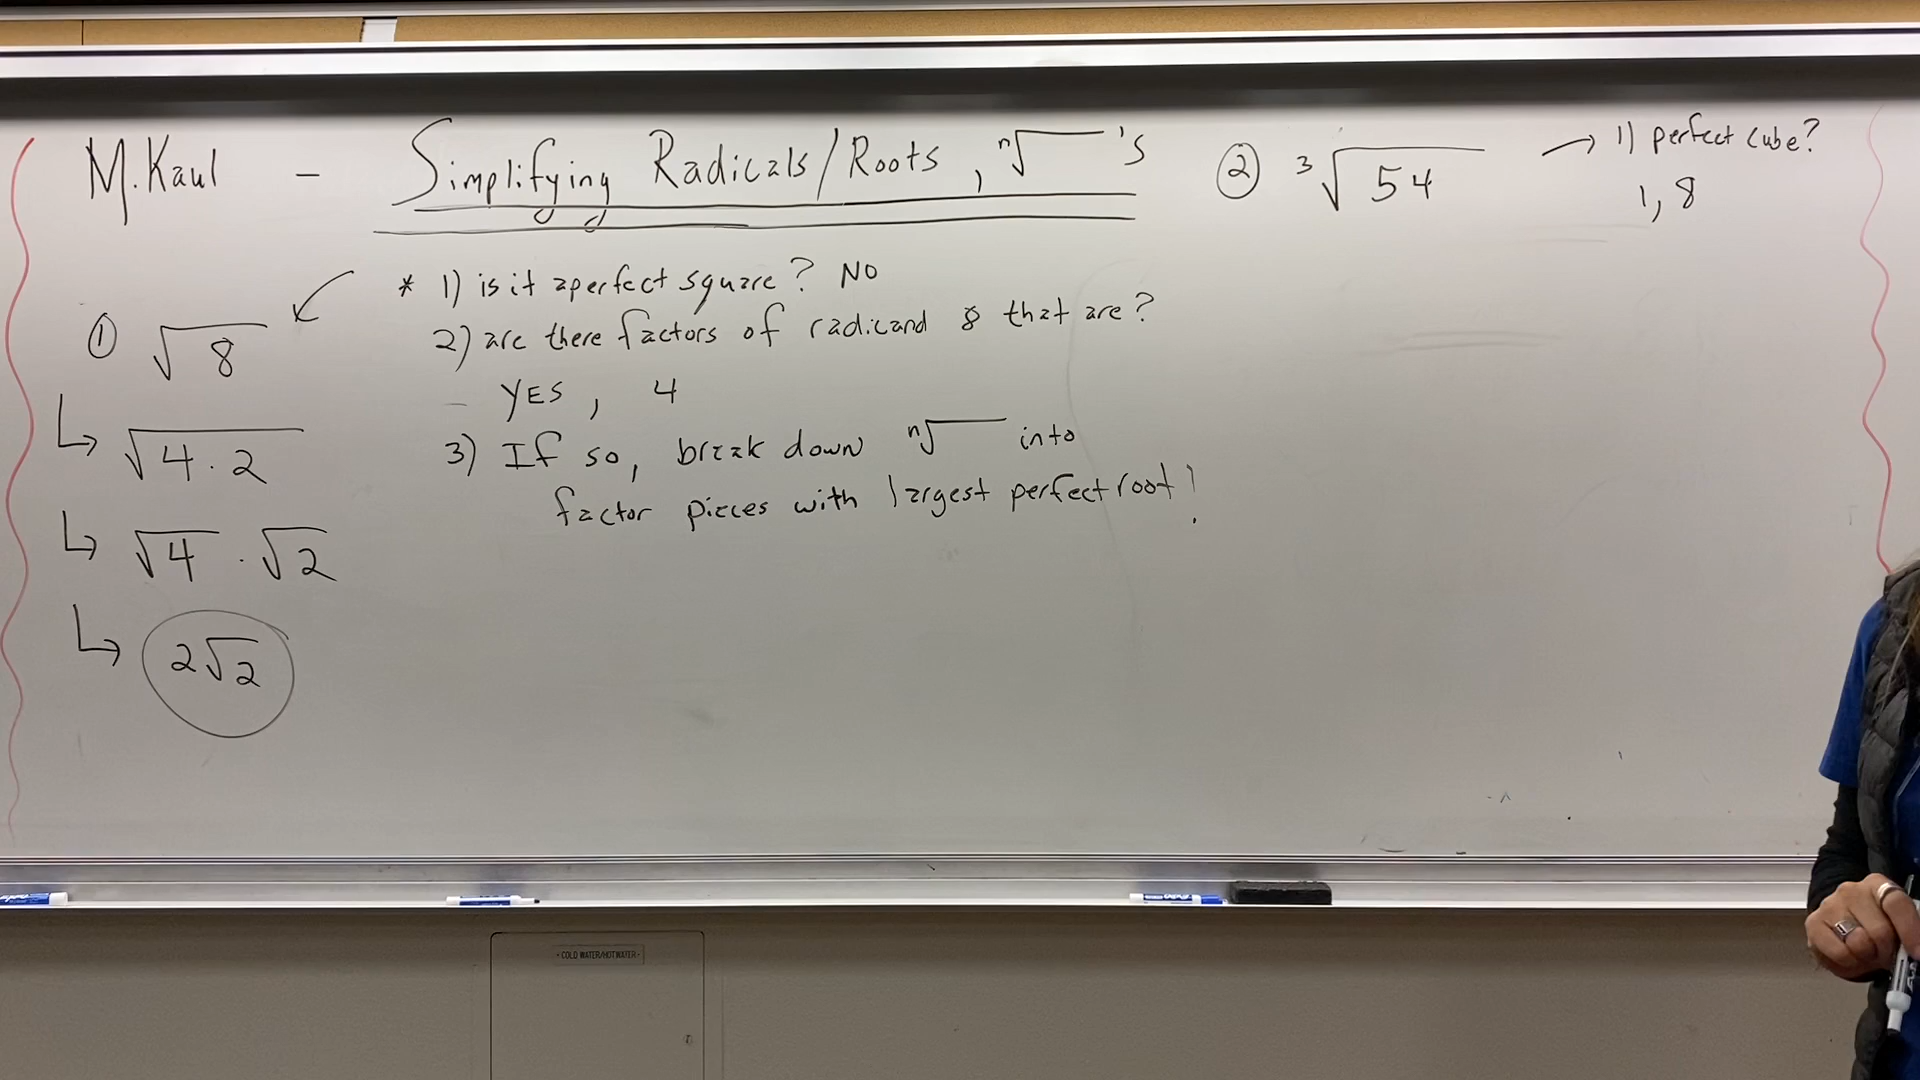 M. Kaul - Simplifying Radicals/Roots, ⁿ√‾‾'s
① √8
↳ √4·2
↳ √4 · √2
↳ 2√2
* 1) is it a perfect square? NO
2) are there factors of radicand 8 that are?
- YES, 4
3) If so, break down ⁿ√‾‾ into
factor pieces with largest perfect root!
② ³√54
→ 1) perfect cube?
1, 8
• COLD WATER/HOT WATER •